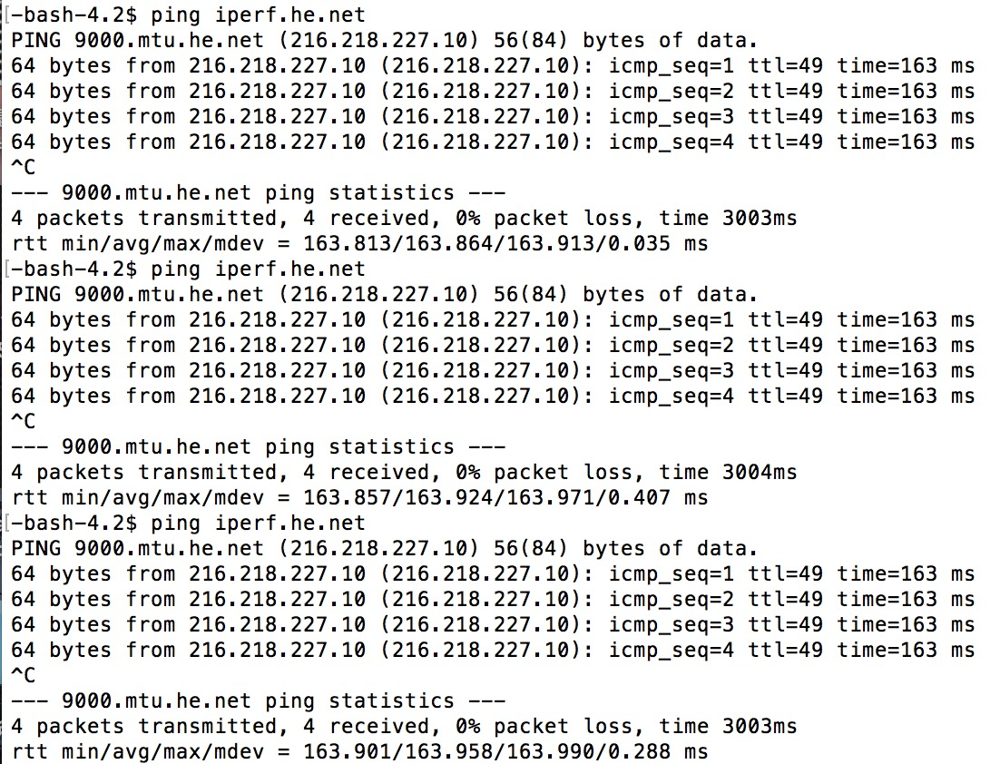 [-bash-4.2$ ping iperf.he.net
PING 9000.mtu.he.net (216.218.227.10) 56(84) bytes of data.
64 bytes from 216.218.227.10 (216.218.227.10): icmp_seq=1 ttl=49 time=163 ms
64 bytes from 216.218.227.10 (216.218.227.10): icmp_seq=2 ttl=49 time=163 ms
64 bytes from 216.218.227.10 (216.218.227.10): icmp_seq=3 ttl=49 time=163 ms
64 bytes from 216.218.227.10 (216.218.227.10): icmp_seq=4 ttl=49 time=163 ms
^C
--- 9000.mtu.he.net ping statistics ---
4 packets transmitted, 4 received, 0% packet loss, time 3003ms
rtt min/avg/max/mdev = 163.813/163.864/163.913/0.035 ms
[-bash-4.2$ ping iperf.he.net
PING 9000.mtu.he.net (216.218.227.10) 56(84) bytes of data.
64 bytes from 216.218.227.10 (216.218.227.10): icmp_seq=1 ttl=49 time=163 ms
64 bytes from 216.218.227.10 (216.218.227.10): icmp_seq=2 ttl=49 time=163 ms
64 bytes from 216.218.227.10 (216.218.227.10): icmp_seq=3 ttl=49 time=163 ms
64 bytes from 216.218.227.10 (216.218.227.10): icmp_seq=4 ttl=49 time=163 ms
^C
--- 9000.mtu.he.net ping statistics ---
4 packets transmitted, 4 received, 0% packet loss, time 3004ms
rtt min/avg/max/mdev = 163.857/163.924/163.971/0.407 ms
[-bash-4.2$ ping iperf.he.net
PING 9000.mtu.he.net (216.218.227.10) 56(84) bytes of data.
64 bytes from 216.218.227.10 (216.218.227.10): icmp_seq=1 ttl=49 time=163 ms
64 bytes from 216.218.227.10 (216.218.227.10): icmp_seq=2 ttl=49 time=163 ms
64 bytes from 216.218.227.10 (216.218.227.10): icmp_seq=3 ttl=49 time=163 ms
64 bytes from 216.218.227.10 (216.218.227.10): icmp_seq=4 ttl=49 time=163 ms
^C
--- 9000.mtu.he.net ping statistics ---
4 packets transmitted, 4 received, 0% packet loss, time 3003ms
rtt min/avg/max/mdev = 163.901/163.958/163.990/0.288 ms